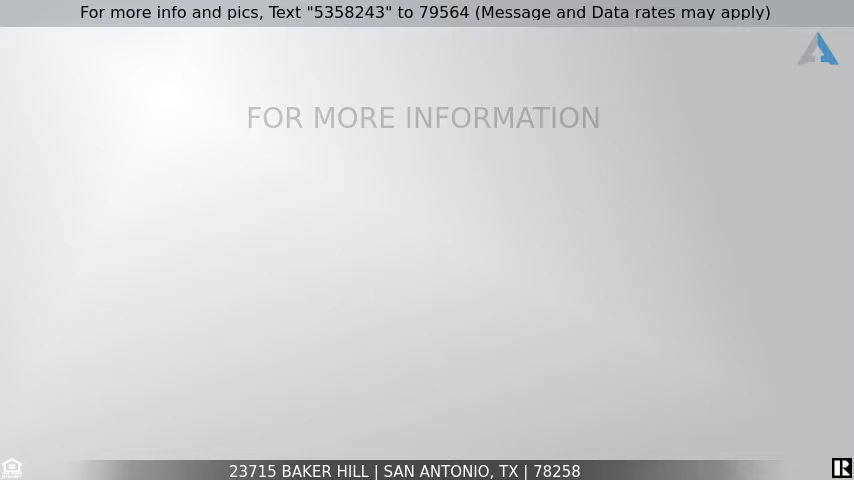 For more info and pics, Text "5358243" to 79564 (Message and Data rates may apply)
FOR MORE INFORMATION
23715 BAKER HILL | SAN ANTONIO, TX | 78258